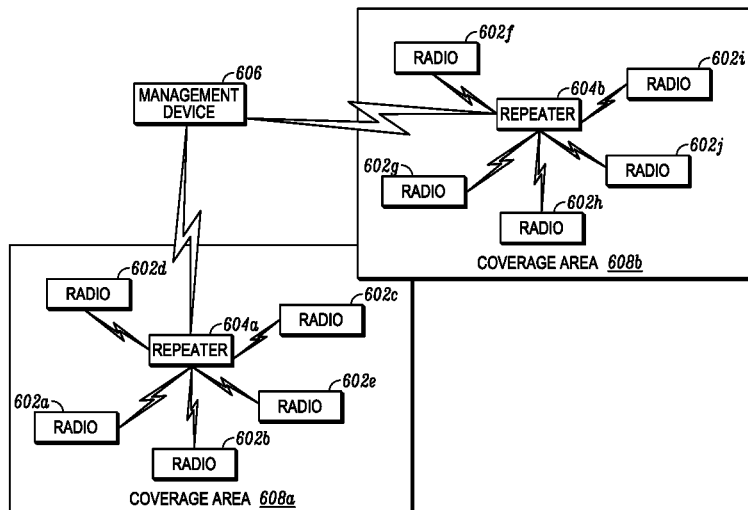 602f
RADIO
602i
RADIO
606
MANAGEMENT
DEVICE
604b
REPEATER
602j
RADIO
602g
RADIO
602h
RADIO
COVERAGE AREA 608b
602d
RADIO
602c
RADIO
604a
REPEATER
602e
RADIO
602a
RADIO
602b
RADIO
COVERAGE AREA 608a